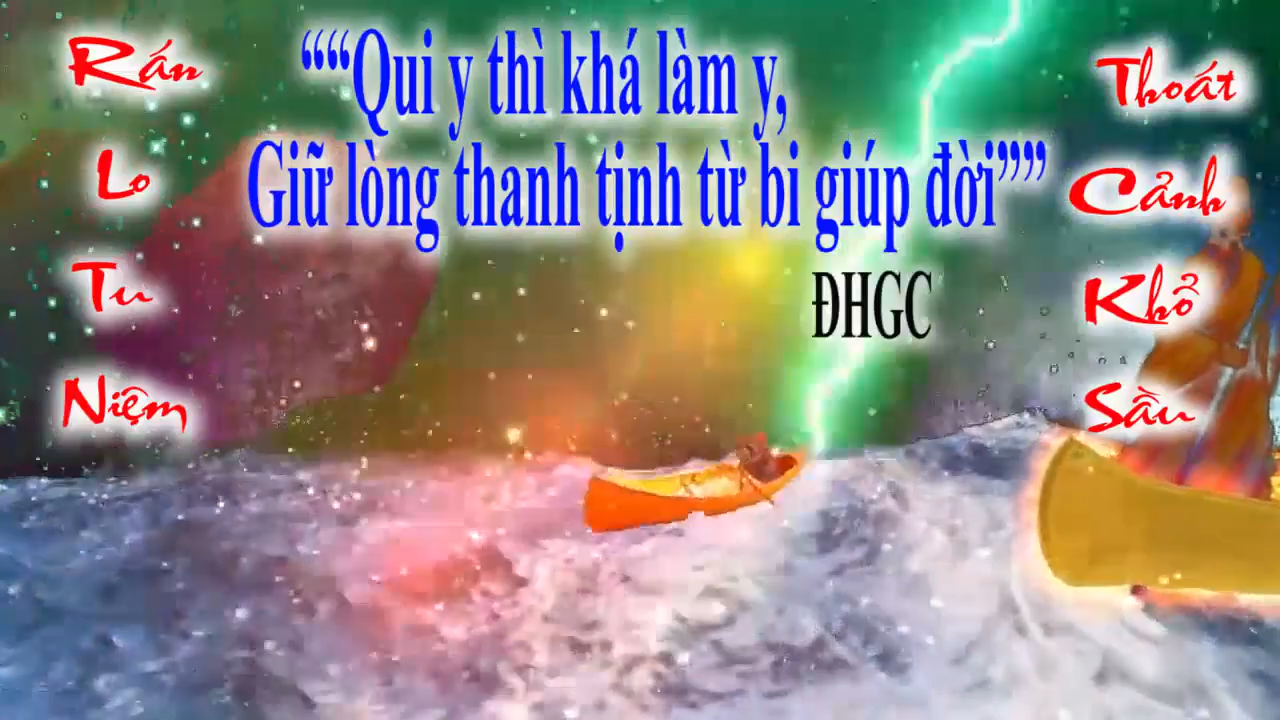 Rán
Lo
Tu
Niệm
““Qui y thì khá làm y,
Giữ lòng thanh tịnh từ bi giúp đời””
ĐHGC
Thoát
Cảnh
Khổ
Sầu